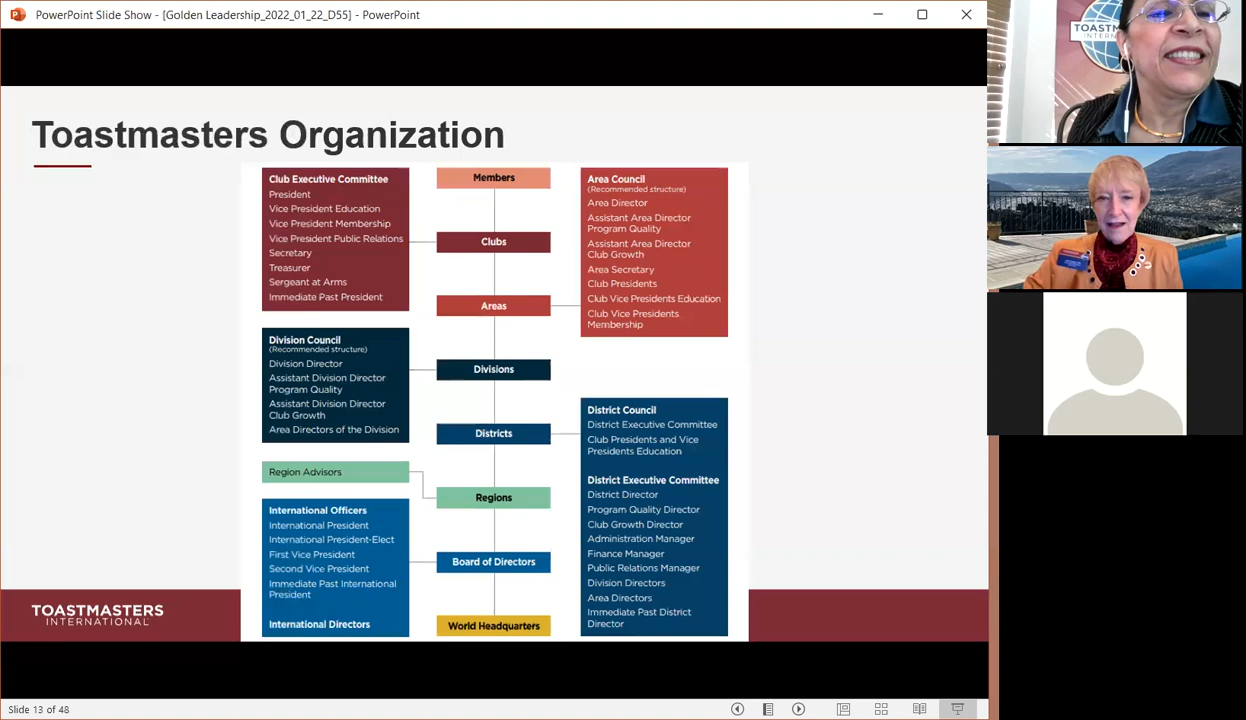 PowerPoint Slide Show - [Golden Leadership_2022_01_22_D55] - PowerPoint
Toastmasters Organization
Club Executive Committee
President
Vice President Education
Vice President Membership
Vice President Public Relations
Secretary
Treasurer
Sergeant at Arms
Immediate Past President
Division Council
(Recommended structure)
Division Director
Assistant Division Director
Program Quality
Assistant Division Director
Club Growth
Area Directors of the Division
Region Advisors
International Officers
International President
International President-Elect
First Vice President
Second Vice President
Immediate Past International
President
International Directors
Members
Clubs
Areas
Divisions
Districts
Regions
Board of Directors
World Headquarters
Area Council
(Recommended structure)
Area Director
Assistant Area Director
Program Quality
Assistant Area Director
Club Growth
Area Secretary
Club Presidents
Club Vice Presidents Education
Club Vice Presidents
Membership
District Council
District Executive Committee
Club Presidents and Vice
Presidents Education
District Executive Committee
District Director
Program Quality Director
Club Growth Director
Administration Manager
Finance Manager
Public Relations Manager
Division Directors
Area Directors
Immediate Past District
Director
TOASTMASTERS
INTERNATIONAL
Slide 13 of 48